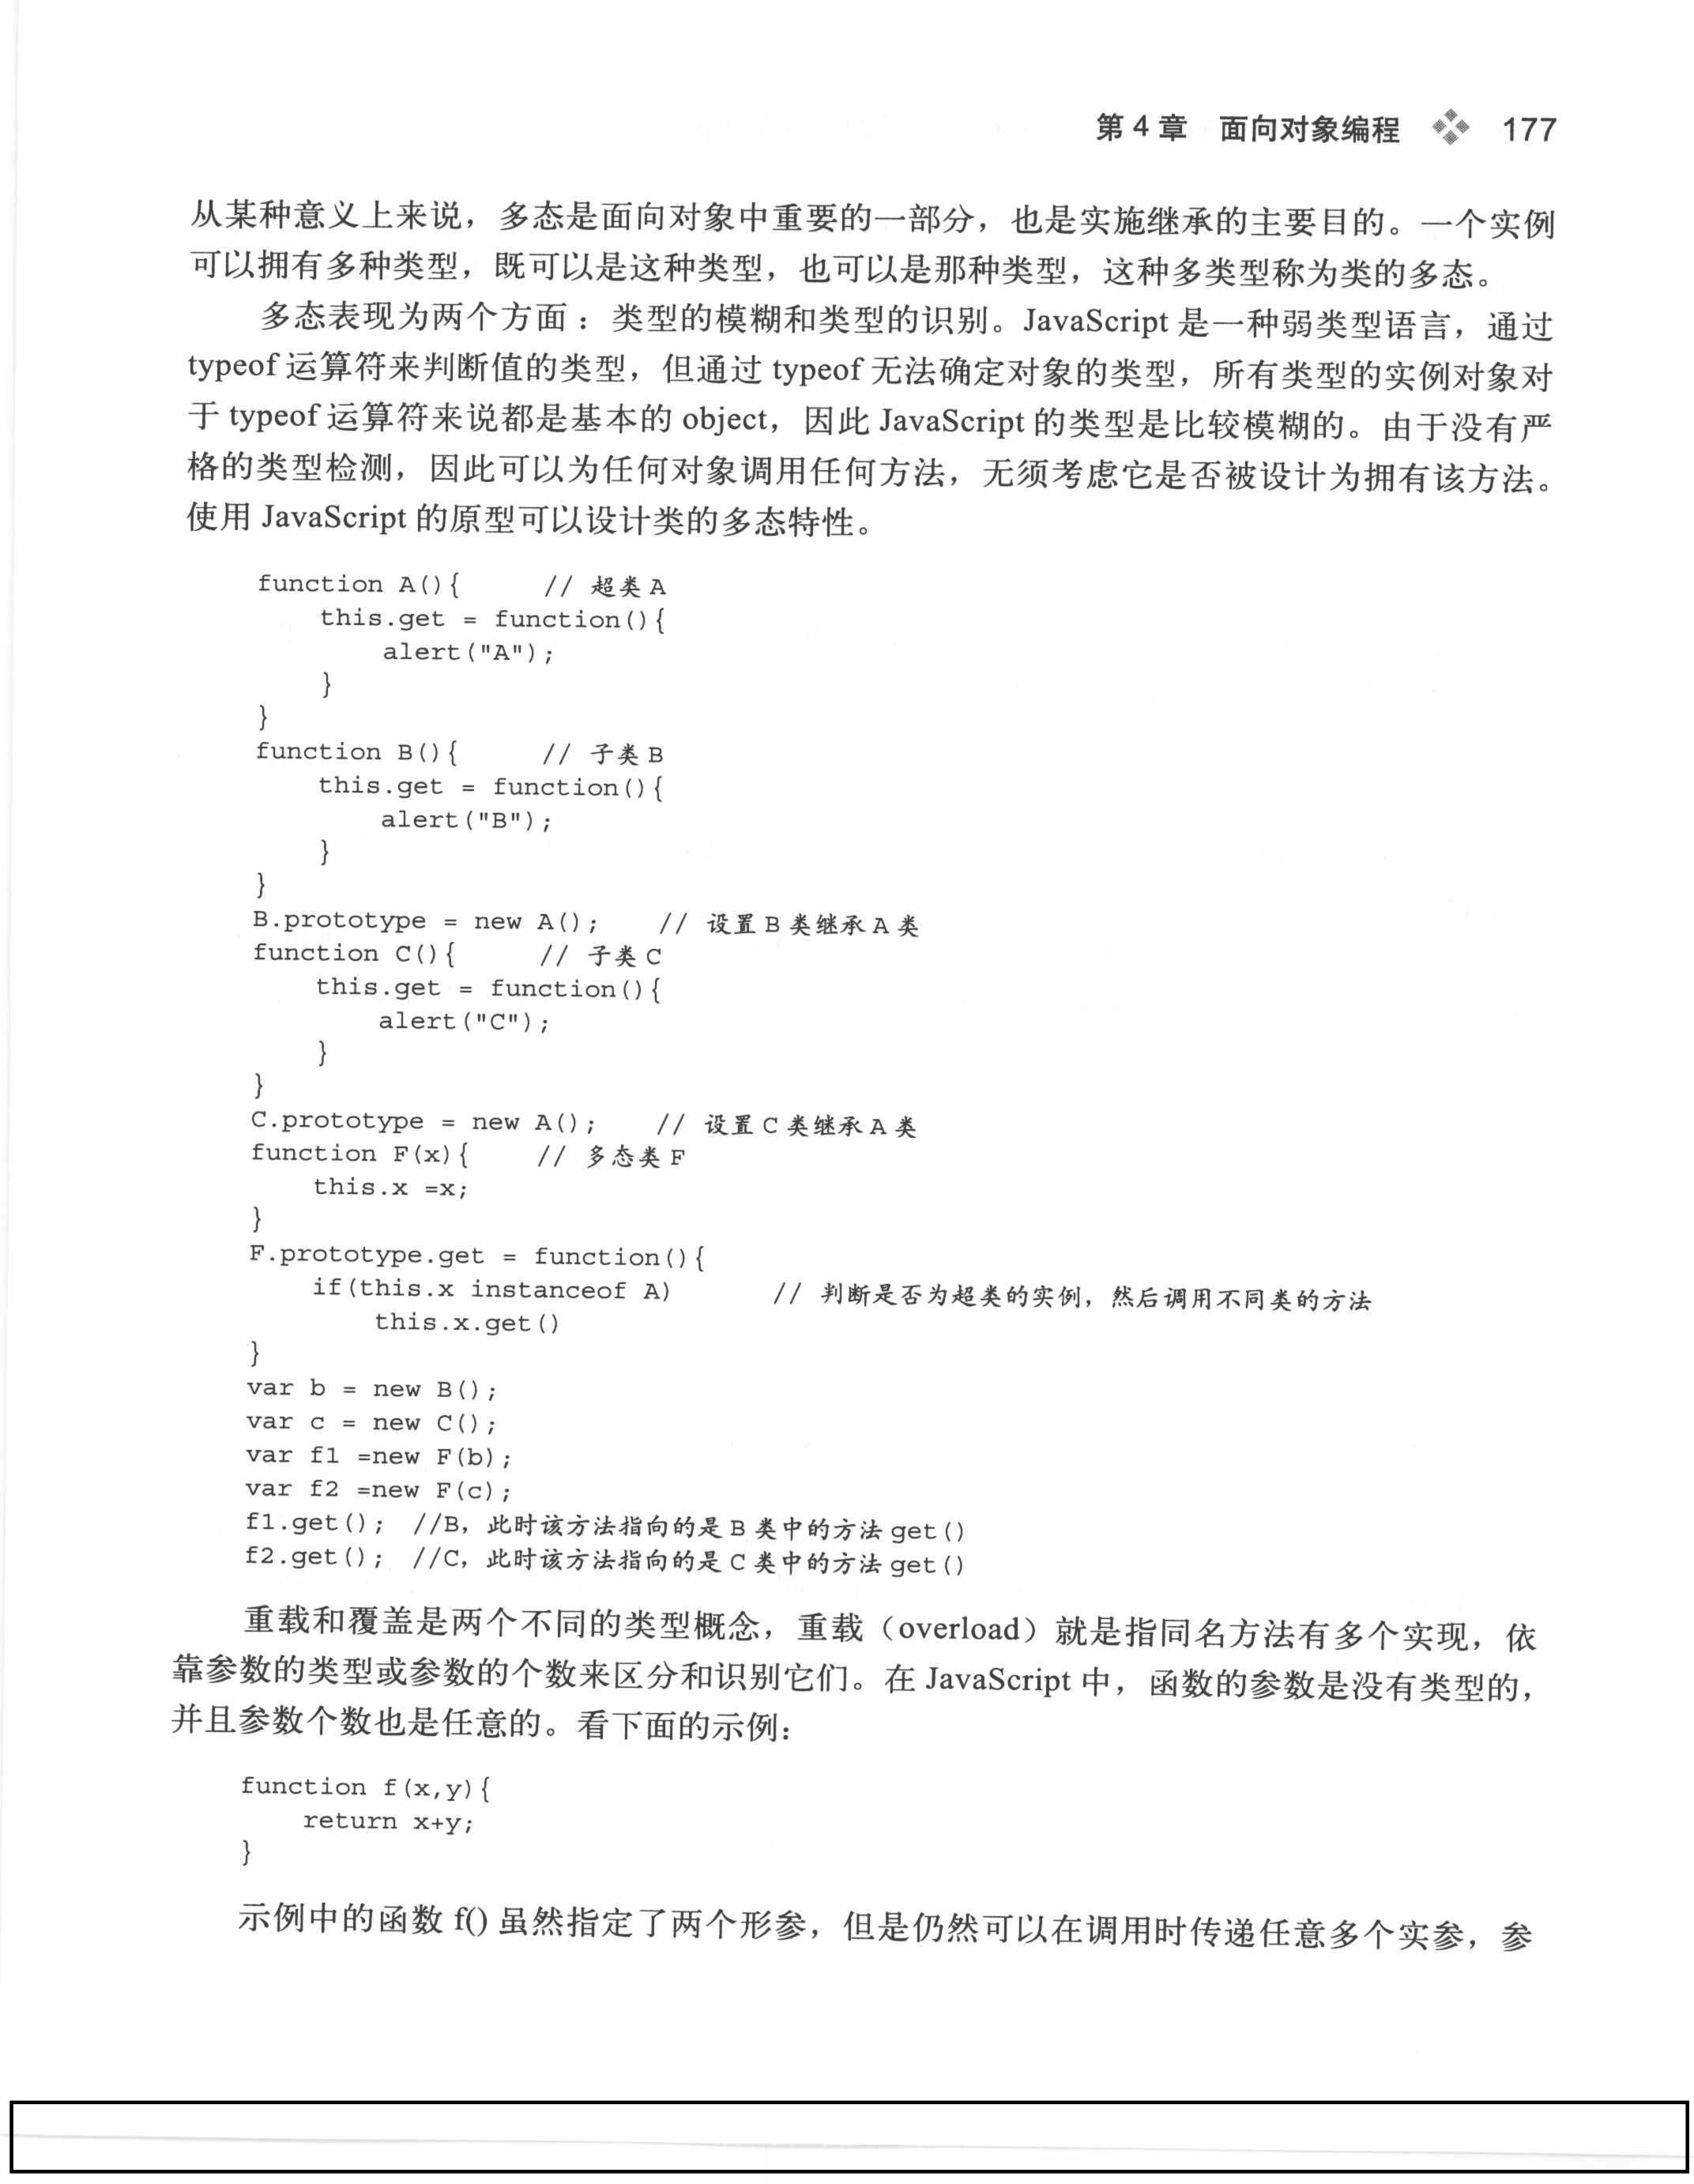 第 4 章 面向对象编程 177
从某种意义上来说，多态是面向对象中重要的一部分，也是实施继承的主要目的。一个实例
可以拥有多种类型，既可以是这种类型，也可以是那种类型，这种多类型称为类的多态。
多态表现为两个方面：类型的模糊和类型的识别。JavaScript 是一种弱类型语言，通过
typeof 运算符来判断值的类型，但通过 typeof 无法确定对象的类型，所有类型的实例对象对
于 typeof 运算符来说都是基本的 object，因此 JavaScript 的类型是比较模糊的。由于没有严
格的类型检测，因此可以为任何对象调用任何方法，无须考虑它是否被设计为拥有该方法。
使用 JavaScript 的原型可以设计类的多态特性。
function A(){ // 超类 A
this.get = function(){
alert("A");
}
}
function B(){ // 子类 B
this.get = function(){
alert("B");
}
}
B.prototype = new A(); // 设置 B 类继承 A 类
function C(){ // 子类 C
this.get = function(){
alert("C");
}
}
C.prototype = new A(); // 设置 C 类继承 A 类
function F(x){ // 多态类 F
this.x =x;
}
F.prototype.get = function(){
if(this.x instanceof A) // 判断是否为超类的实例，然后调用不同类的方法
this.x.get()
}
var b = new B();
var c = new C();
var f1 =new F(b);
var f2 =new F(c);
f1.get(); //B，此时该方法指向的是 B 类中的方法 get()
f2.get(); //C，此时该方法指向的是 C 类中的方法 get()
重载和覆盖是两个不同的类型概念，重载（overload）就是指同名方法有多个实现，依
靠参数的类型或参数的个数来区分和识别它们。在 JavaScript 中，函数的参数是没有类型的，
并且参数个数也是任意的。看下面的示例：
function f(x,y){
return x+y;
}
示例中的函数 f() 虽然指定了两个形参，但是仍然可以在调用时传递任意多个实参，参